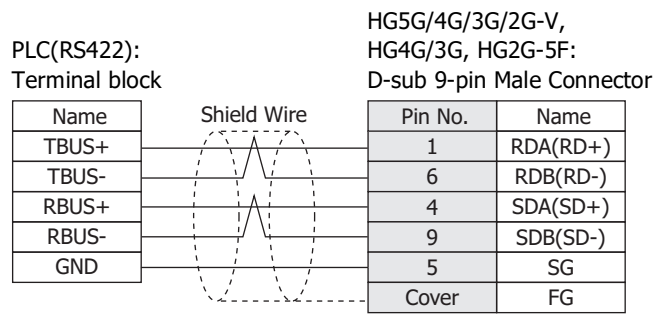 HG5G/4G/3G/2G-V,
PLC(RS422): HG4G/3G, HG2G-5F:
Terminal block D-sub 9-pin Male Connector
Name Shield Wire Pin No. Name
TBUS+ 1 RDA(RD+)
TBUS- 6 RDB(RD-)
RBUS+ 4 SDA(SD+)
RBUS- 9 SDB(SD-)
GND 5 SG
Cover FG